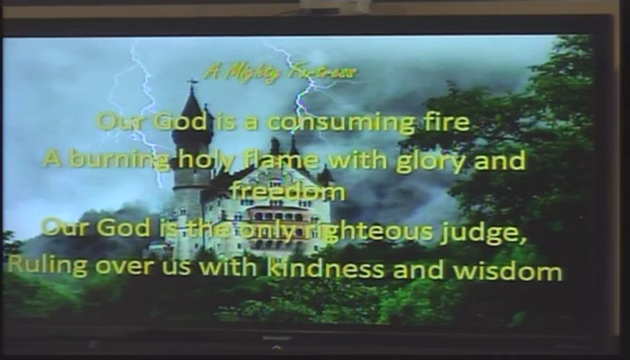 A Mighty Fortress
Our God is a consuming fire
A burning holy flame with glory and
freedom
Our God is the only righteous judge,
Ruling over us with kindness and wisdom